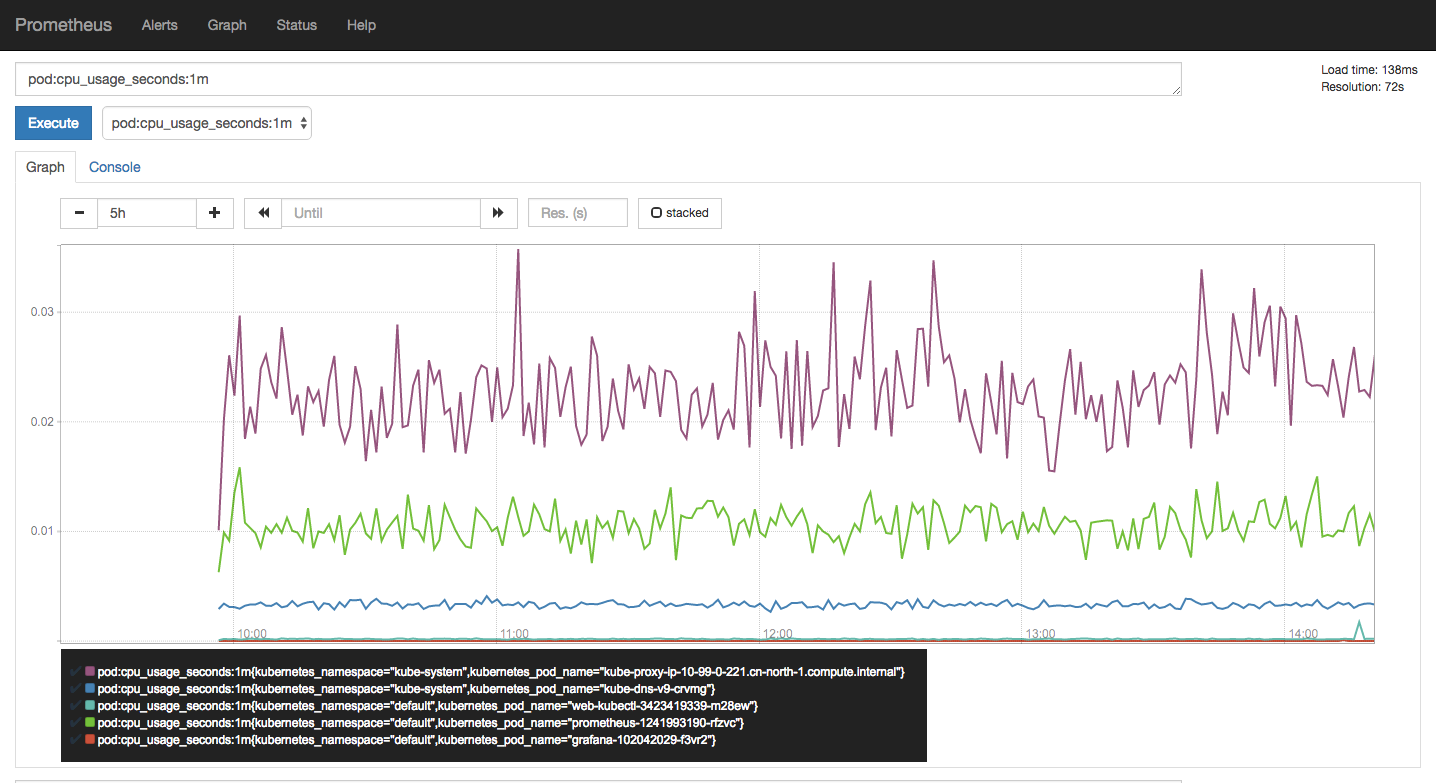 Prometheus Alerts Graph Status Help
pod:cpu_usage_seconds:1m
Load time: 138ms
Resolution: 72s
Execute pod:cpu_usage_seconds:1m
Graph Console
5h Until Res. (s) stacked
0.03
0.02
0.01
10:00 11:00 12:00 13:00 14:00
pod:cpu_usage_seconds:1m{kubernetes_namespace="kube-system",kubernetes_pod_name="kube-proxy-ip-10-99-0-221.cn-north-1.compute.internal"}
pod:cpu_usage_seconds:1m{kubernetes_namespace="kube-system",kubernetes_pod_name="kube-dns-v9-crvmg"}
pod:cpu_usage_seconds:1m{kubernetes_namespace="default",kubernetes_pod_name="web-kubectl-3423419339-m28ew"}
pod:cpu_usage_seconds:1m{kubernetes_namespace="default",kubernetes_pod_name="prometheus-1241993190-rfzvc"}
pod:cpu_usage_seconds:1m{kubernetes_namespace="default",kubernetes_pod_name="grafana-102042029-f3vr2"}